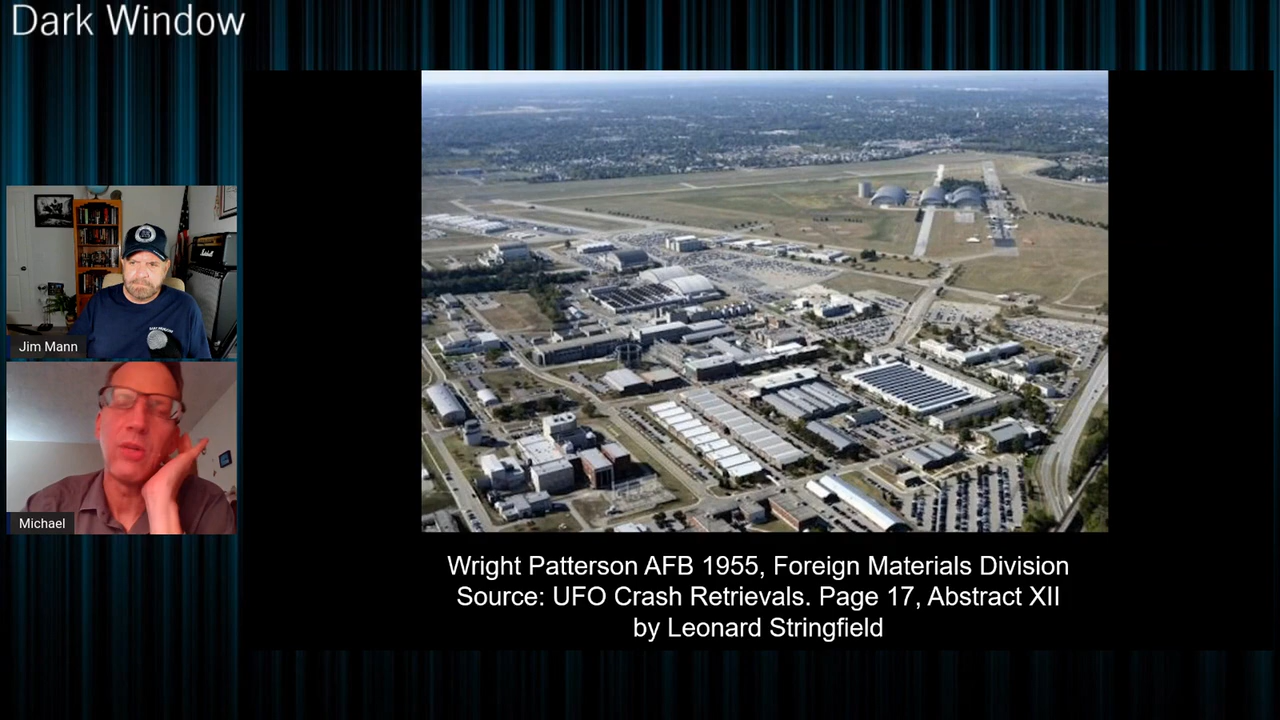 Dark Window
Jim Mann
Michael
Wright Patterson AFB 1955, Foreign Materials Division
Source: UFO Crash Retrievals. Page 17, Abstract XII
by Leonard Stringfield